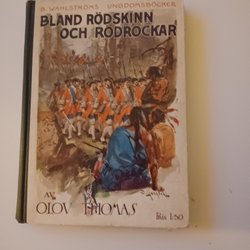 B. WAHLSTRÖMS UNGDOMSBÖCKER
BLAND RÖDSKINN
OCH RÖDROCKAR
AV
OLOV THOMAS
Pris 1:50